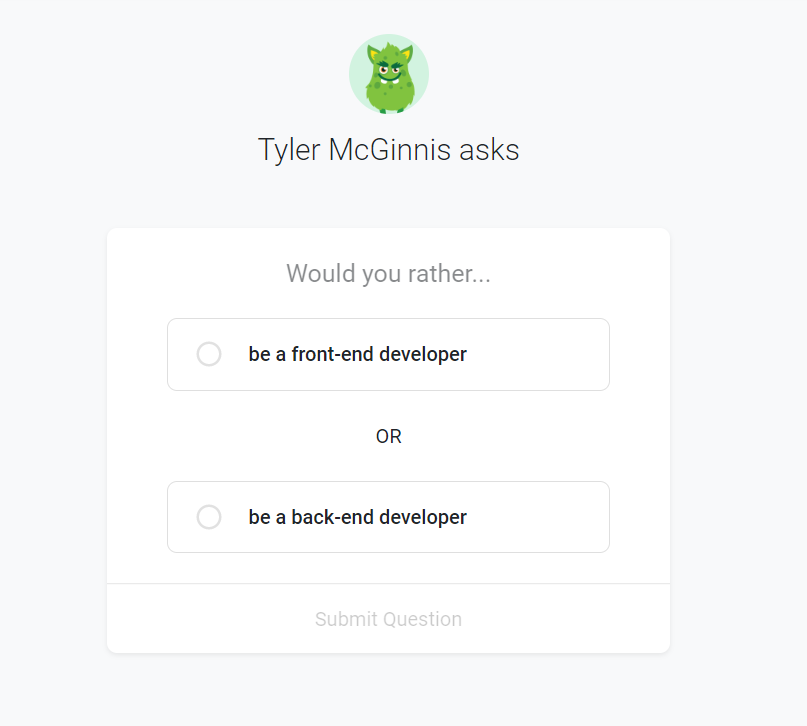 Tyler McGinnis asks
Would you rather...
be a front-end developer
OR
be a back-end developer
Submit Question